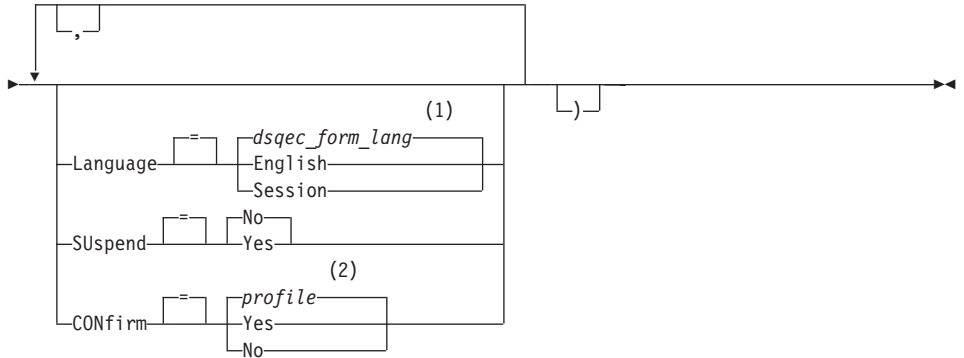 ,
)
(1)
Language = dsqec_form_lang
English
Session
SUspend = No
Yes
(2)
CONfirm = profile
Yes
No